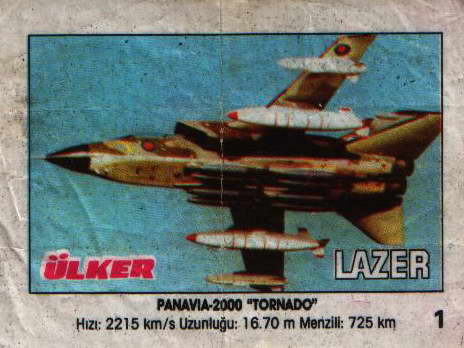 ÜLKER
LAZER
PANAVIA-2000 "TORNADO"
Hızı: 2215 km/s Uzunluğu: 16.70 m Menzili: 725 km
1